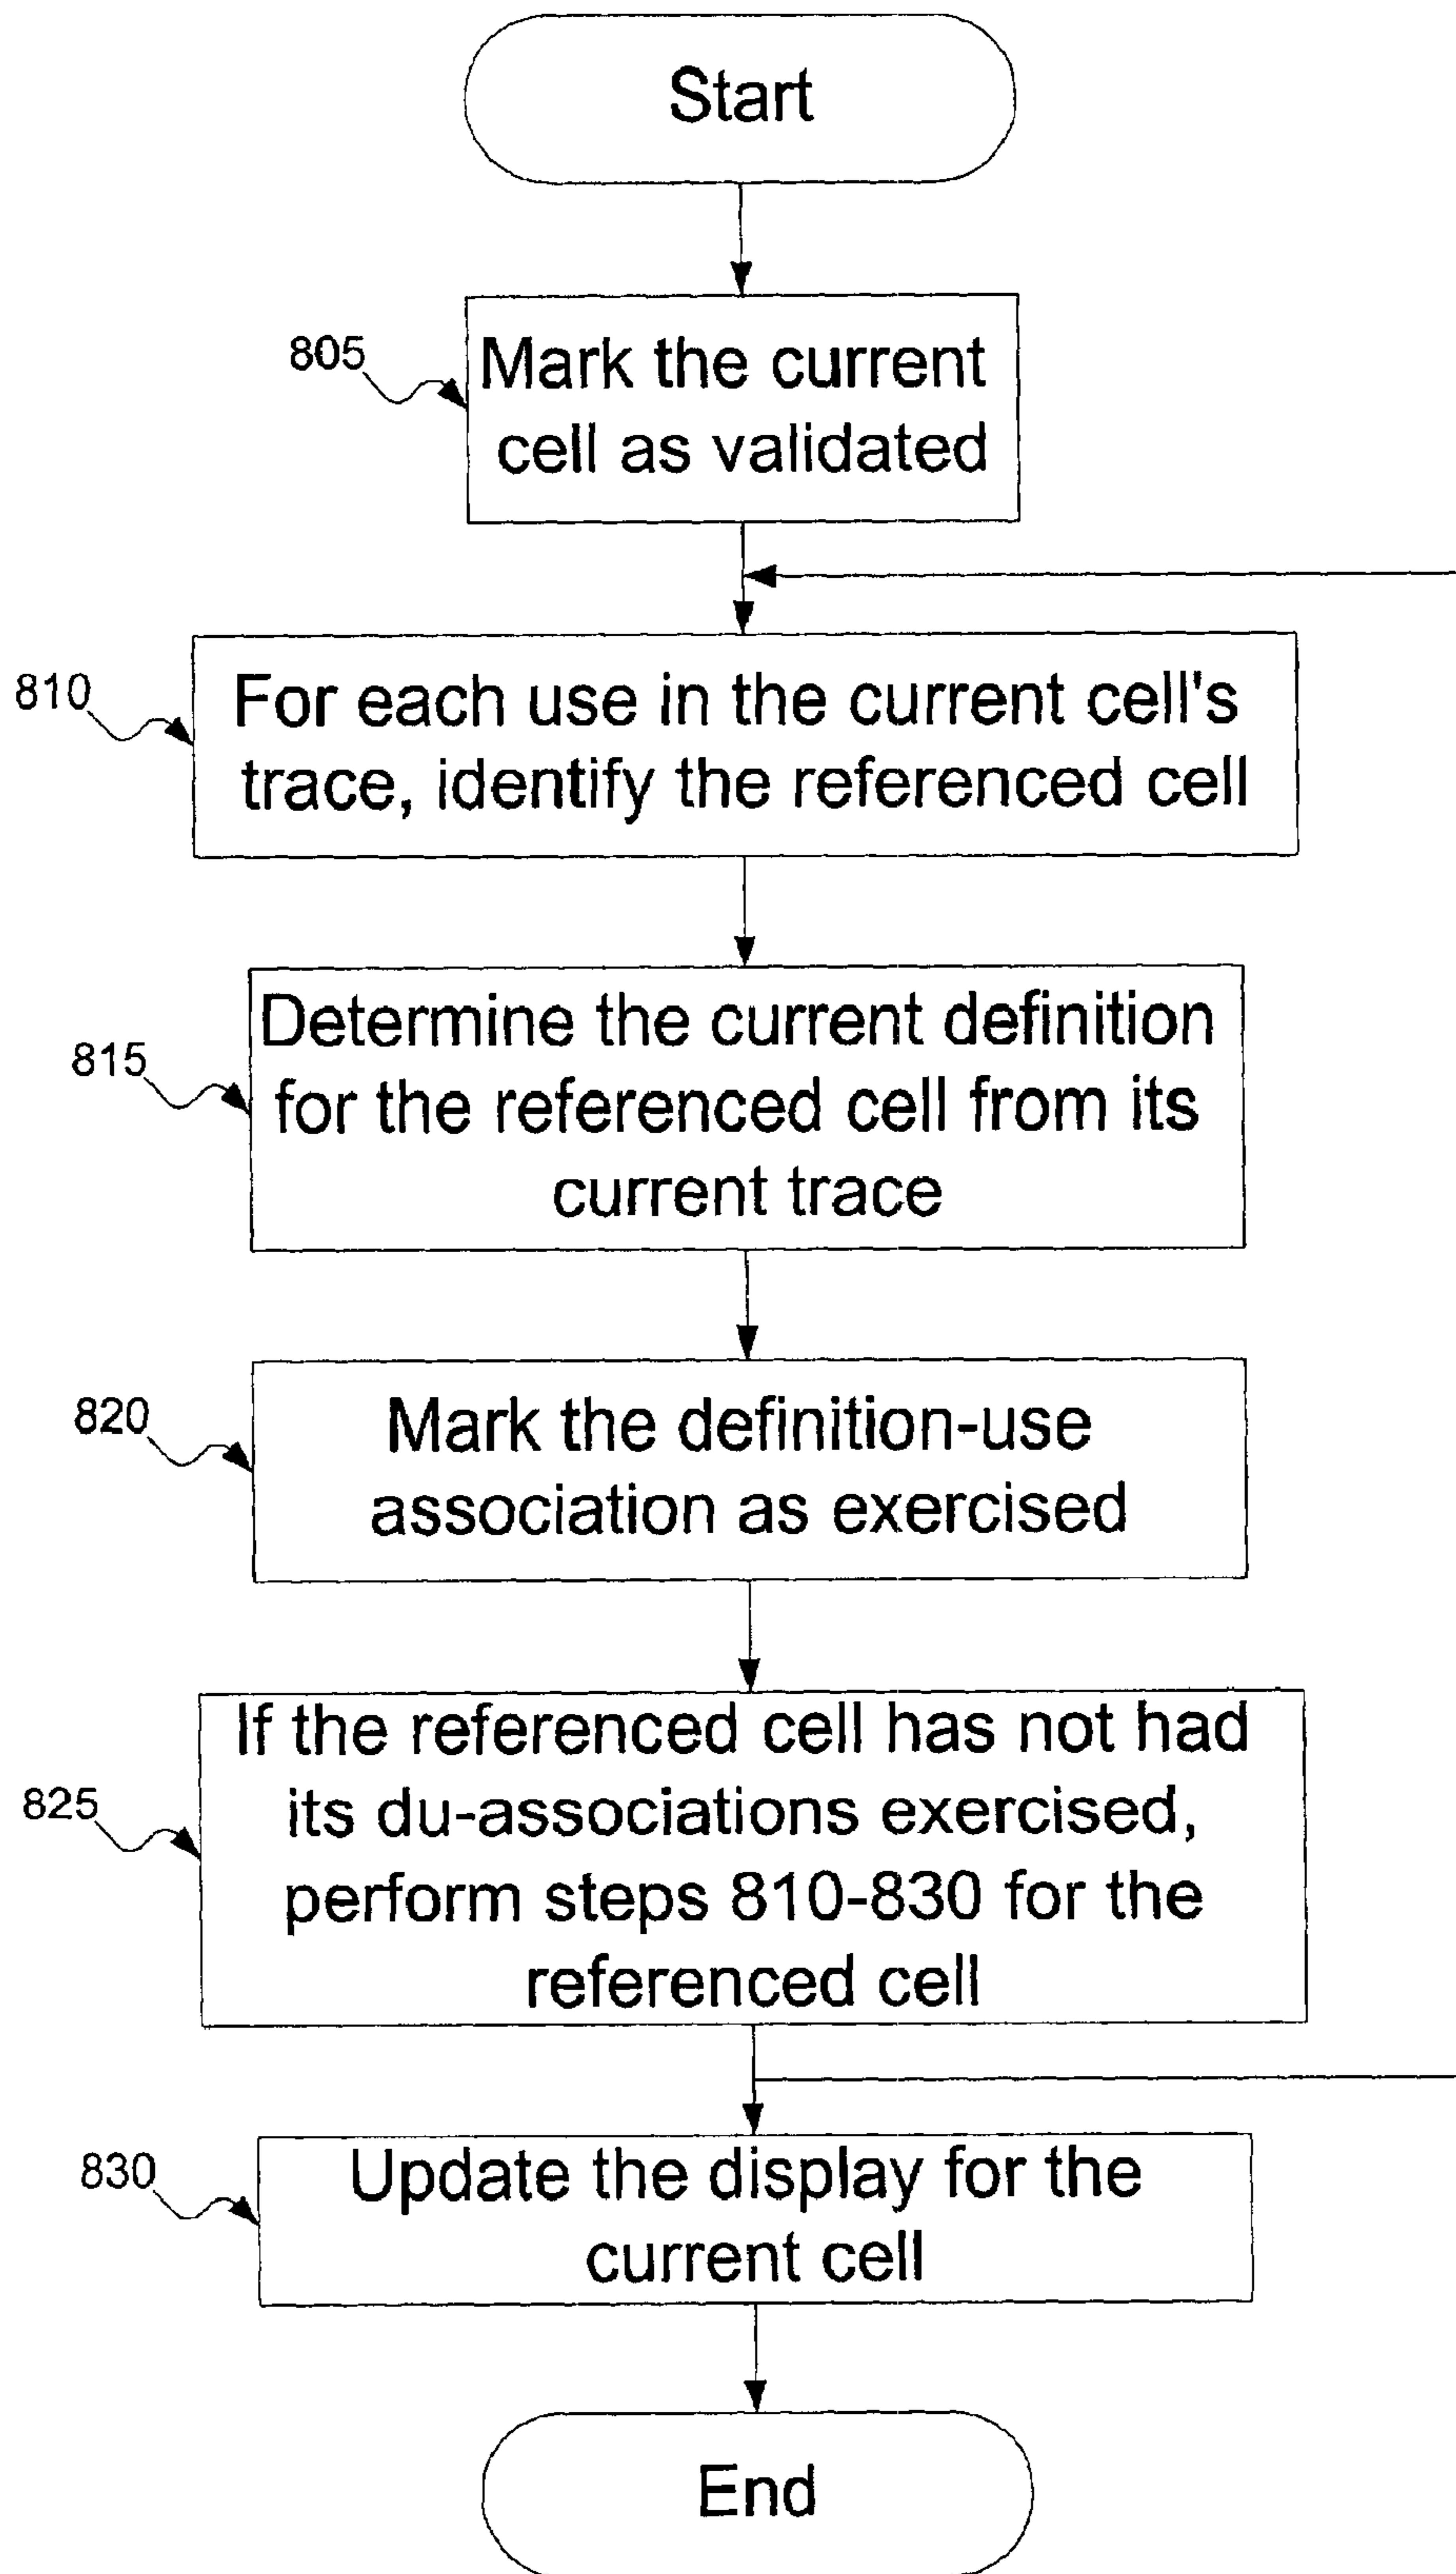 Start
805
Mark the current
cell as validated
810
For each use in the current cell's
trace, identify the referenced cell
815
Determine the current definition
for the referenced cell from its
current trace
820
Mark the definition-use
association as exercised
825
If the referenced cell has not had
its du-associations exercised,
perform steps 810-830 for the
referenced cell
830
Update the display for the
current cell
End